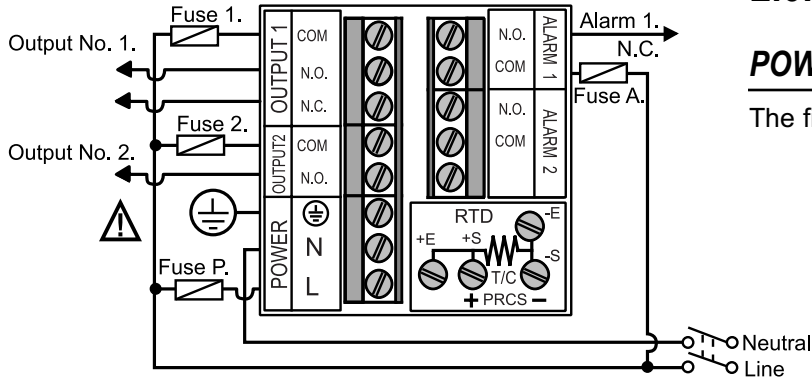 Fuse 1.
Output No. 1.
Fuse 2.
Output No. 2.
Fuse P.
OUTPUT 1
COM
N.O.
N.C.
OUTPUT2
COM
N.O.
POWER
N
L
N.O.
COM
ALARM 1
N.O.
COM
ALARM 2
RTD
-E
+E
+S
-S
T/C
+ PRCS −
Alarm 1.
N.C.
Fuse A.
Neutral
Line
POW
The f